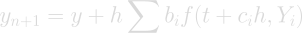 y_{n+1} = y + h \sum b_i f(t + c_i h, Y_i)